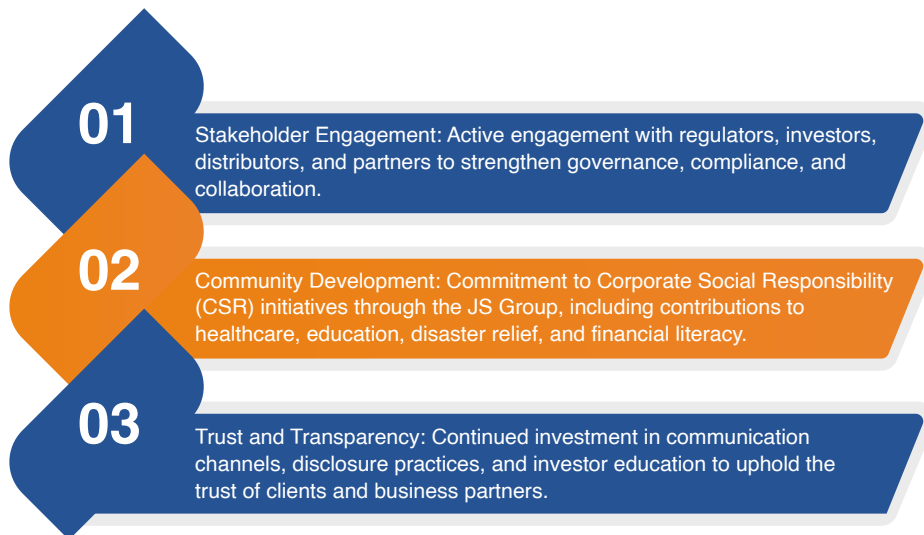 01
Stakeholder Engagement: Active engagement with regulators, investors,
distributors, and partners to strengthen governance, compliance, and
collaboration.
02
Community Development: Commitment to Corporate Social Responsibility
(CSR) initiatives through the JS Group, including contributions to
healthcare, education, disaster relief, and financial literacy.
03
Trust and Transparency: Continued investment in communication
channels, disclosure practices, and investor education to uphold the
trust of clients and business partners.